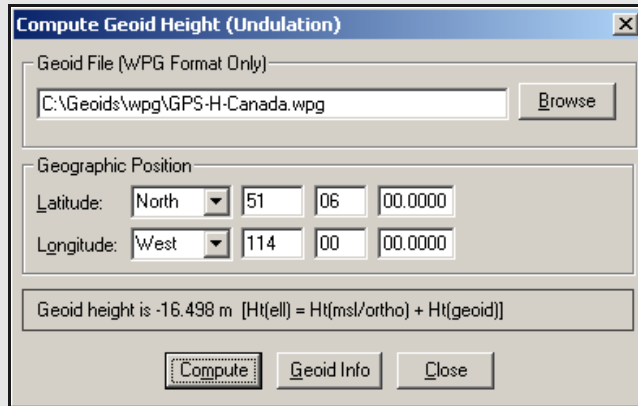 Compute Geoid Height (Undulation)
Geoid File (WPG Format Only)
C:\Geoids\wpg\GPS-H-Canada.wpg Browse
Geographic Position
Latitude: North 51 06 00.0000
Longitude: West 114 00 00.0000
Geoid height is -16.498 m [Ht(ell) = Ht(msl/ortho) + Ht(geoid)]
Compute Geoid Info Close